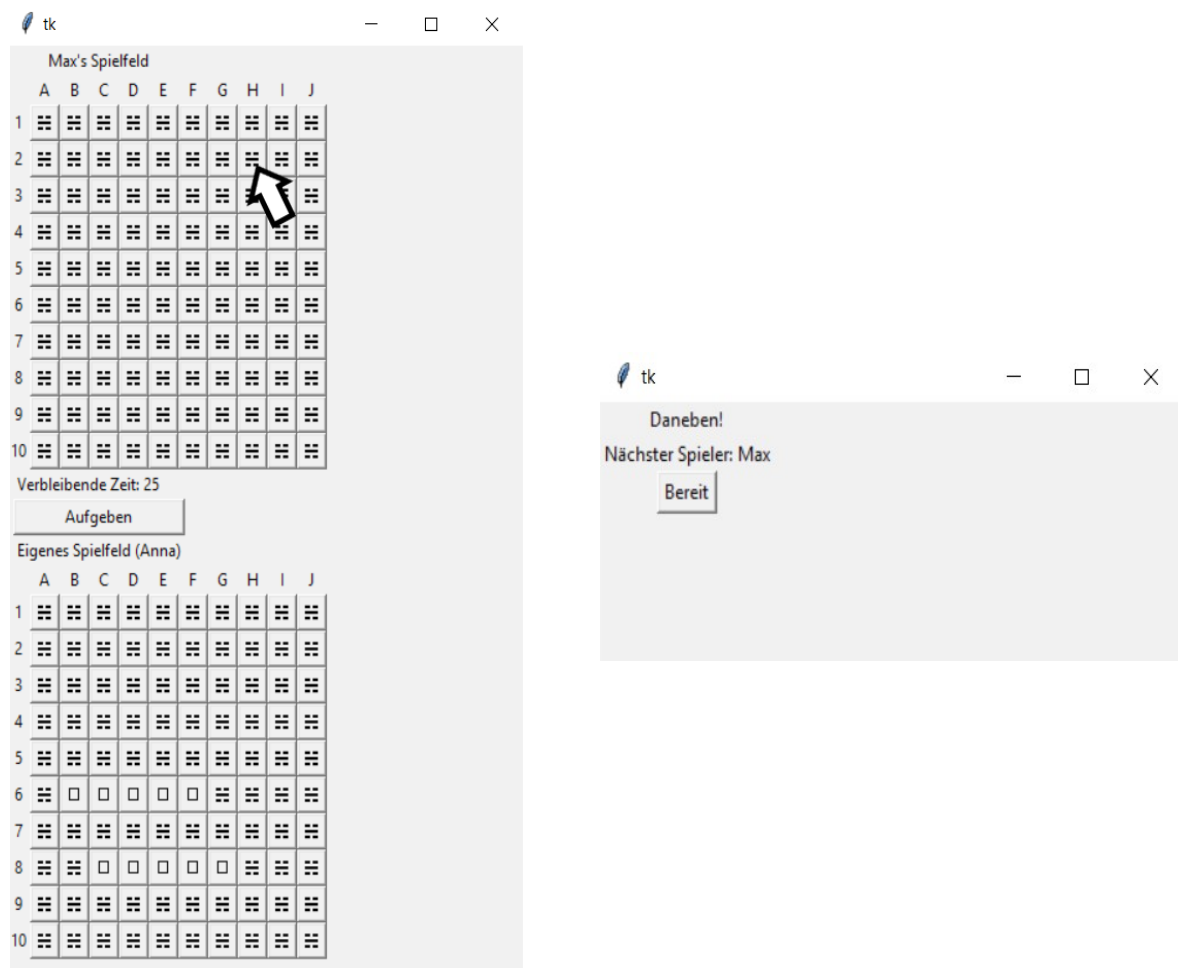 tk
Max's Spielfeld
A B C D E F G H I J
1 ䷁ ䷁ ䷁ ䷁ ䷁ ䷁ ䷁ ䷁ ䷁ ䷁
2
3
4
5
6
7
8
9
10
Verbleibende Zeit: 25
Aufgeben
Eigenes Spielfeld (Anna)
A B C D E F G H I J
1
2
3
4
5
6
7
8
9
10
tk
Daneben!
Nächster Spieler: Max
Bereit